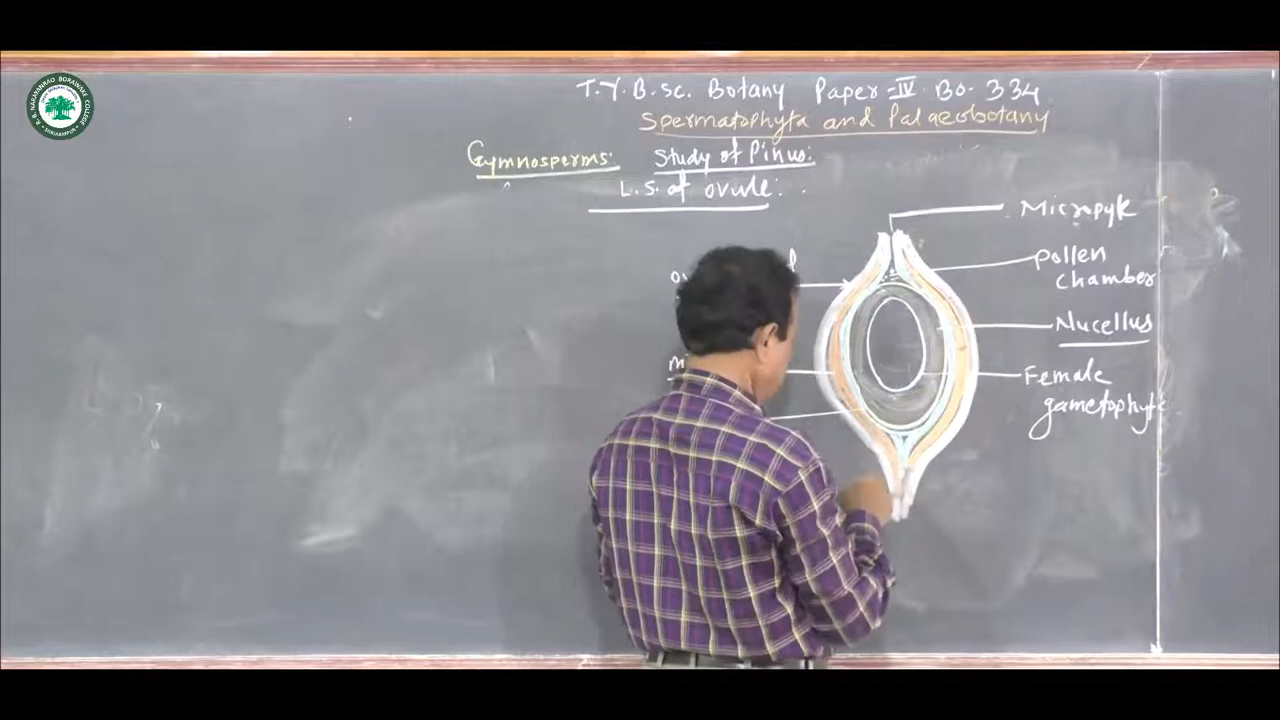 T.Y.B.Sc. Botany Paper-IV BO. 334
Spermatophyta and Palaeobotany
Gymnosperms: Study of Pinus:
L.S. of ovule:
Micropyle
pollen
chamber
Nucellus
Female
gametophyte